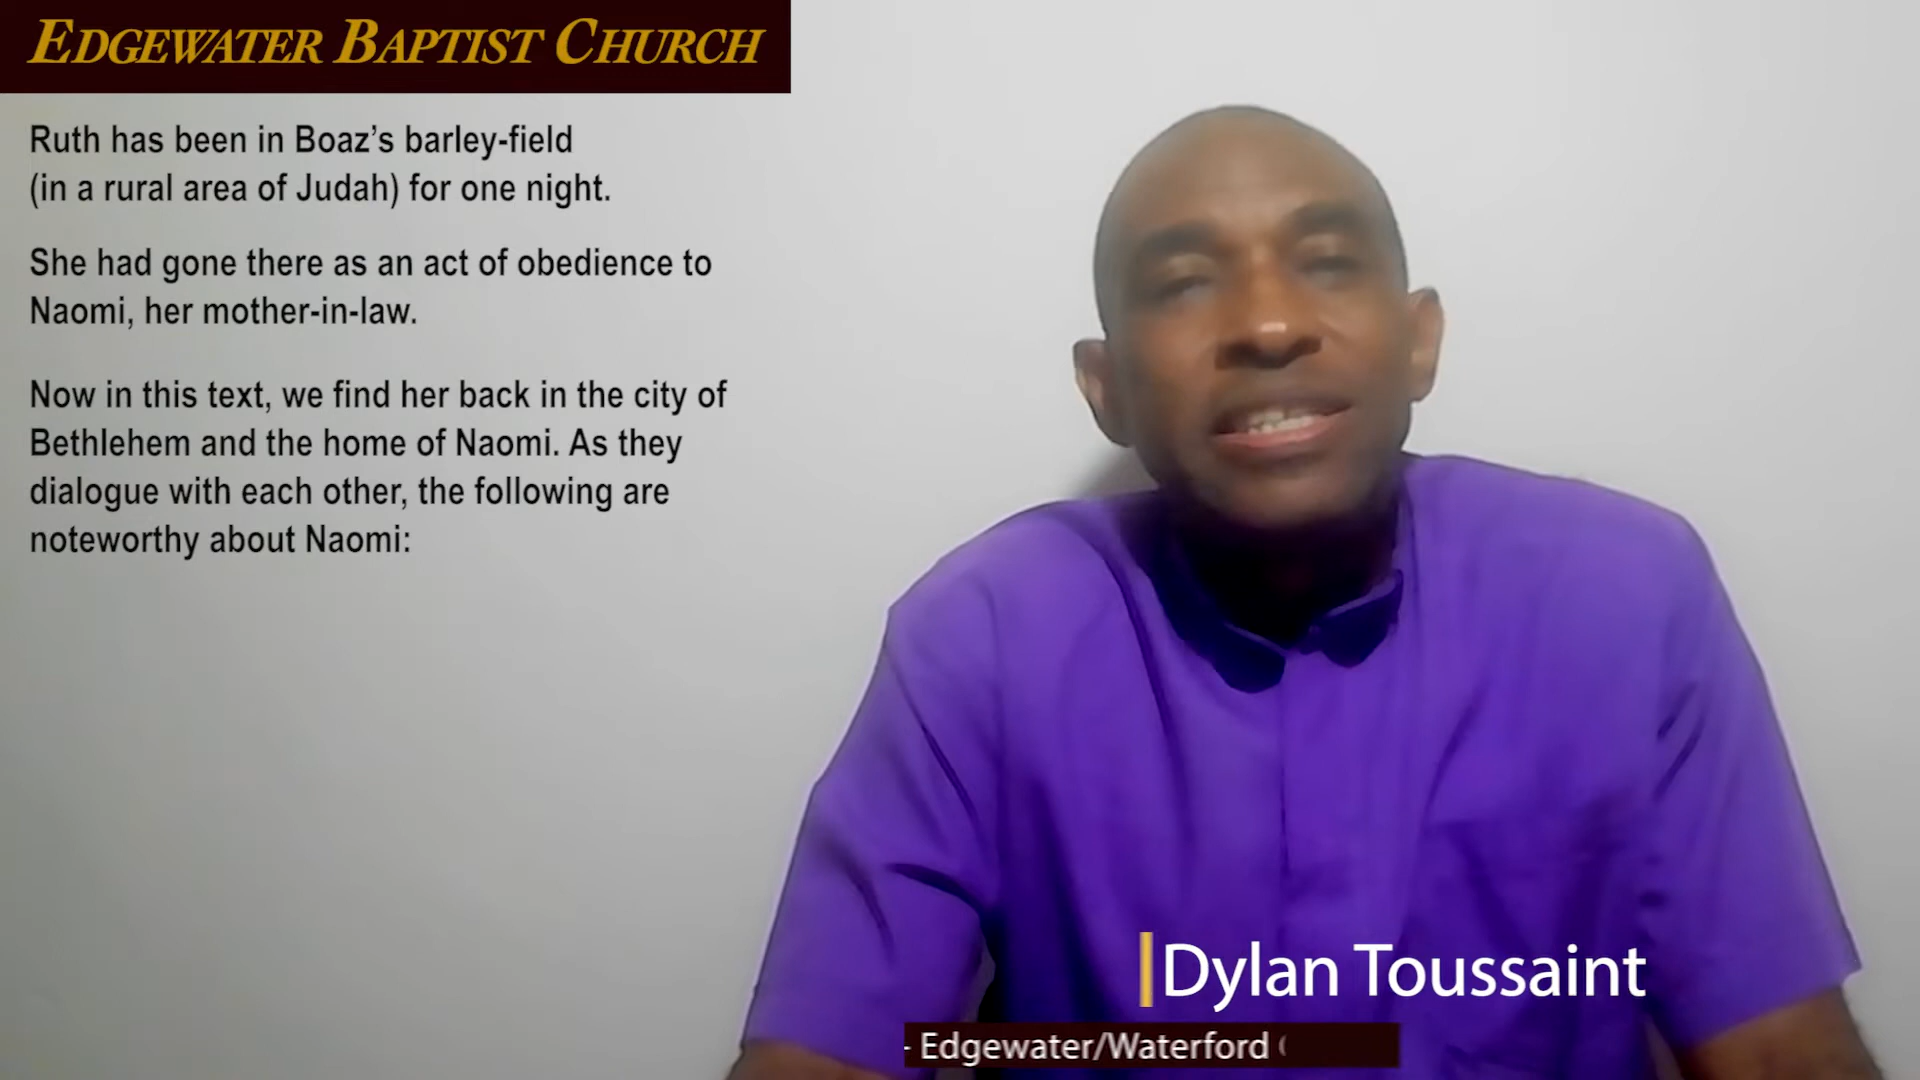 EDGEWATER BAPTIST CHURCH
Ruth has been in Boaz’s barley-field
(in a rural area of Judah) for one night.
She had gone there as an act of obedience to
Naomi, her mother-in-law.
Now in this text, we find her back in the city of
Bethlehem and the home of Naomi. As they
dialogue with each other, the following are
noteworthy about Naomi:
Dylan Toussaint
- Edgewater/Waterford (